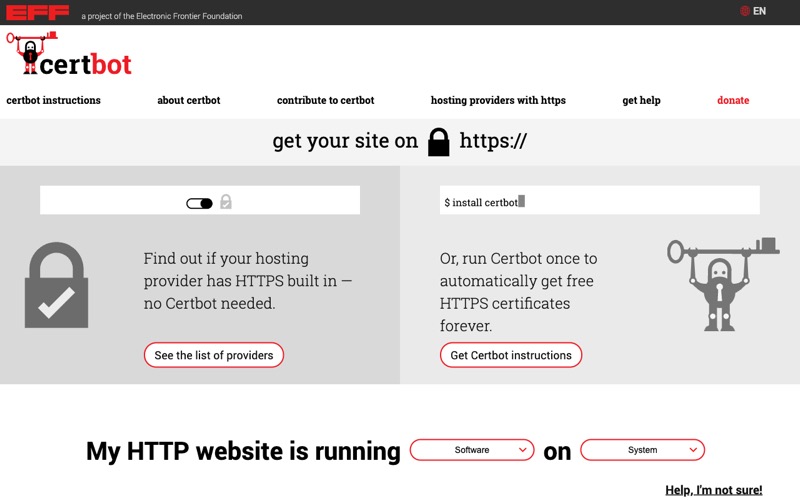 EFF a project of the Electronic Frontier Foundation EN
certbot
certbot instructions about certbot contribute to certbot hosting providers with https get help donate
get your site on https://
$ install certbot
Find out if your hosting
provider has HTTPS built in —
no Certbot needed.
See the list of providers
Or, run Certbot once to
automatically get free
HTTPS certificates
forever.
Get Certbot instructions
My HTTP website is running Software on System
Help, I'm not sure!